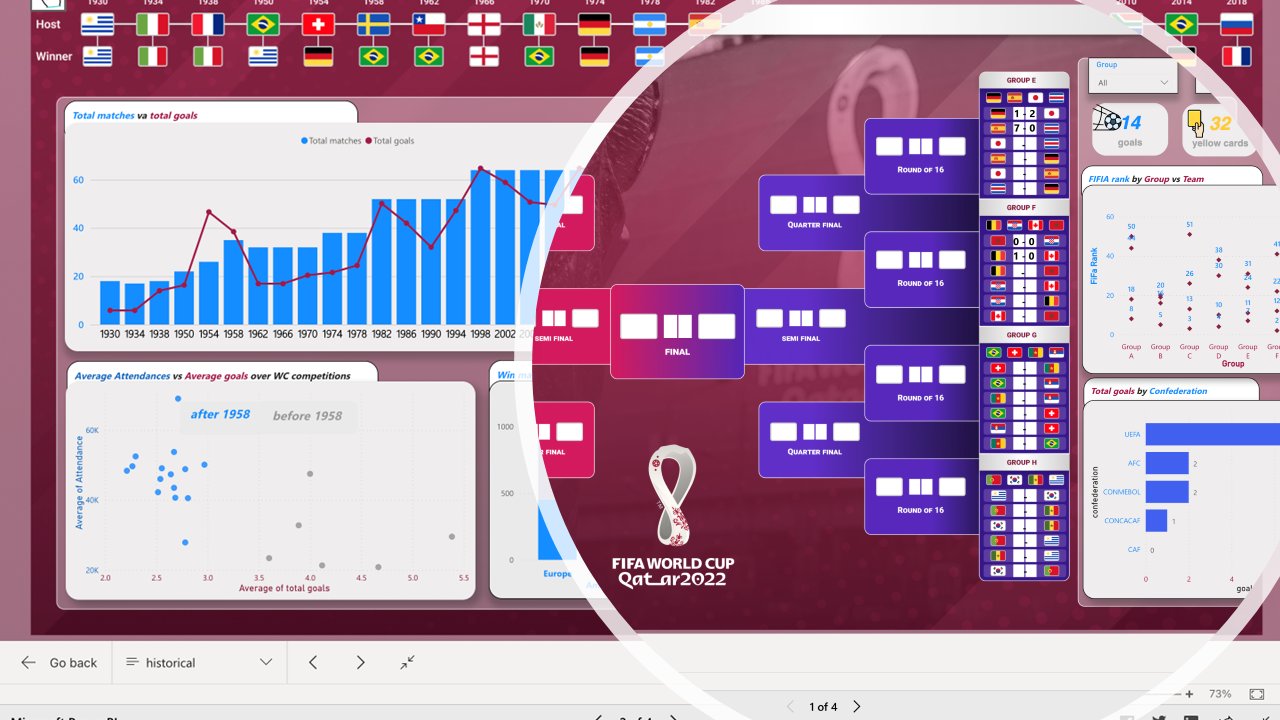 1930 1934 1938 1950 1954 1958 1962 1966 1970 1974 1978 1982 2010 2014 2018
Host
Winner
Total matches va total goals
Total matches Total goals
60
40
20
0
1930 1934 1938 1950 1954 1958 1962 1966 1970 1974 1978 1982 1986 1990 1994 1998 2002
Average Attendances vs Average goals over WC competitions
after 1958 before 1958
Average of Attendance
60K
40K
20K
2.0 2.5 3.0 3.5 4.0 4.5 5.0 5.5
Average of total goals
Win ma
1000
500
0
Europe
SEMI FINAL
FINAL
SEMI FINAL
QUARTER FINAL
QUARTER FINAL
ROUND OF 16
ROUND OF 16
ROUND OF 16
ROUND OF 16
FIFA WORLD CUP
Qatar2022
GROUP E
1 - 2
7 - 0
GROUP F
0 - 0
1 - 0
GROUP G
GROUP H
Group
All
14
goals
32
yellow cards
FIFIA rank by Group vs Team
FIFa Rank
60
40
20
0
50
44
18
8
20
5
51
26
13
3
38
30
10
31
24
11
41
22
12
2
Group A
Group B
Group C
Group D
Group E
Group
Total goals by Confederation
confederation
UEFA
AFC 2
CONMEBOL 2
CONCACAF 1
CAF 0
0 2 4
goal
Go back
historical
73%
1 of 4